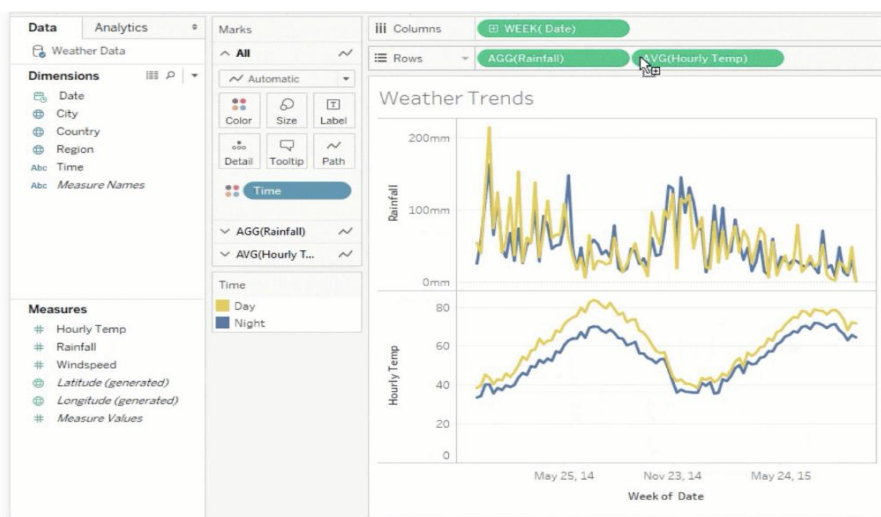 Data
Analytics
Weather Data
Dimensions
Date
City
Country
Region
Abc Time
Abc Measure Names
Measures
# Hourly Temp
# Rainfall
# Windspeed
Latitude (generated)
Longitude (generated)
# Measure Values
Marks
All
Automatic
Color
Size
Label
Detail
Tooltip
Path
Time
AGG(Rainfall)
AVG(Hourly T...
Time
Day
Night
Columns
WEEK( Date)
Rows
AGG(Rainfall)
AVG(Hourly Temp)
Weather Trends
200mm
100mm
0mm
Rainfall
80
60
40
20
0
Hourly Temp
May 25, 14
Nov 23, 14
May 24, 15
Week of Date